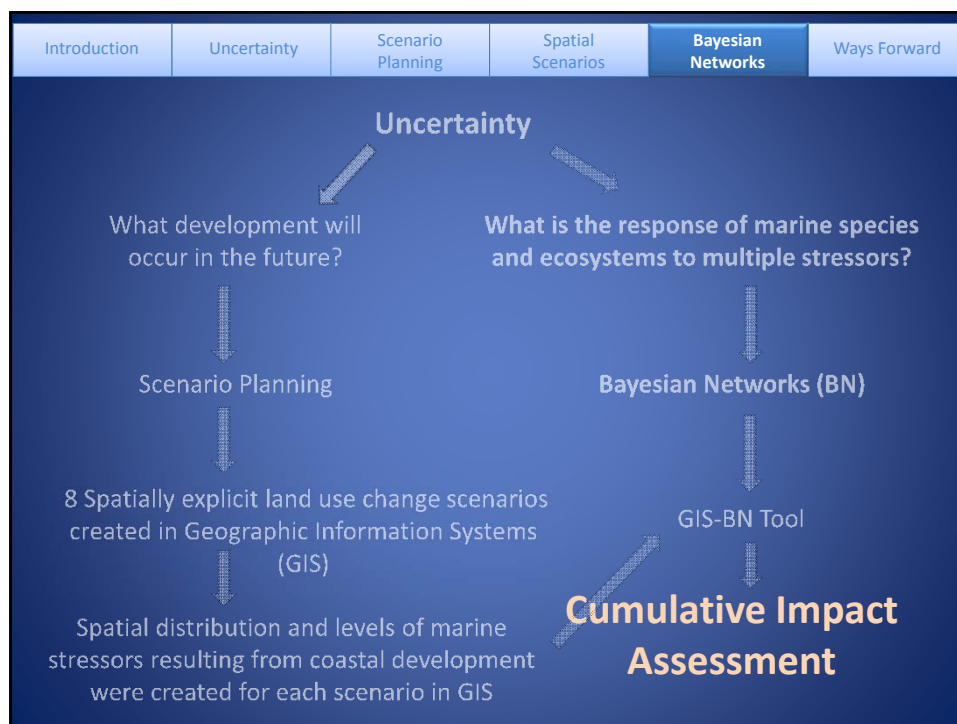 Introduction
Uncertainty
Scenario
Planning
Spatial
Scenarios
Bayesian
Networks
Ways Forward
Uncertainty
What development will
occur in the future?
What is the response of marine species
and ecosystems to multiple stressors?
Scenario Planning
Bayesian Networks (BN)
8 Spatially explicit land use change scenarios
created in Geographic Information Systems
(GIS)
GIS-BN Tool
Spatial distribution and levels of marine
stressors resulting from coastal development
were created for each scenario in GIS
Cumulative Impact
Assessment